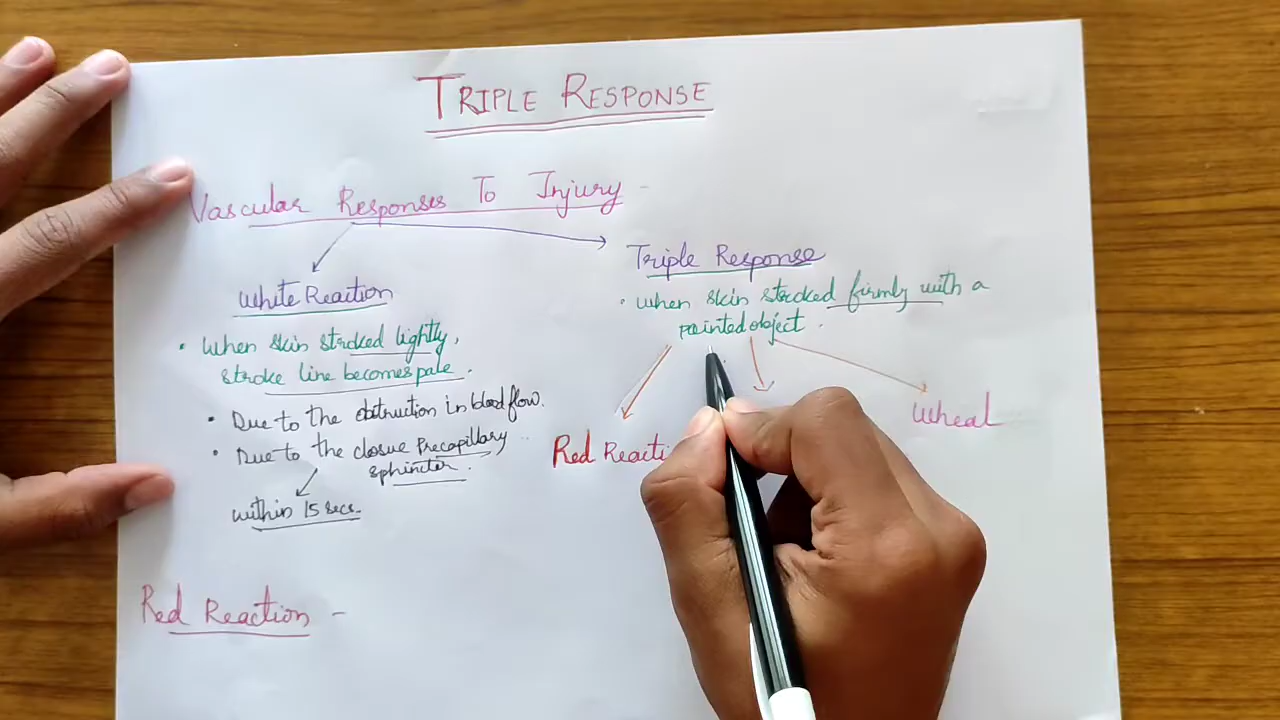 TRIPLE RESPONSE
Vascular Responses To Injury -
White Reaction
• When skin stroked lightly,
stroke line becomes pale.
• Due to the obstruction in blood flow.
• Due to the closue Precapillary
sphincter.
within 15 secs.
Triple Response
• when skin strocked firmly with a
pointed object.
Red Reacti
Wheal
Red Reaction -